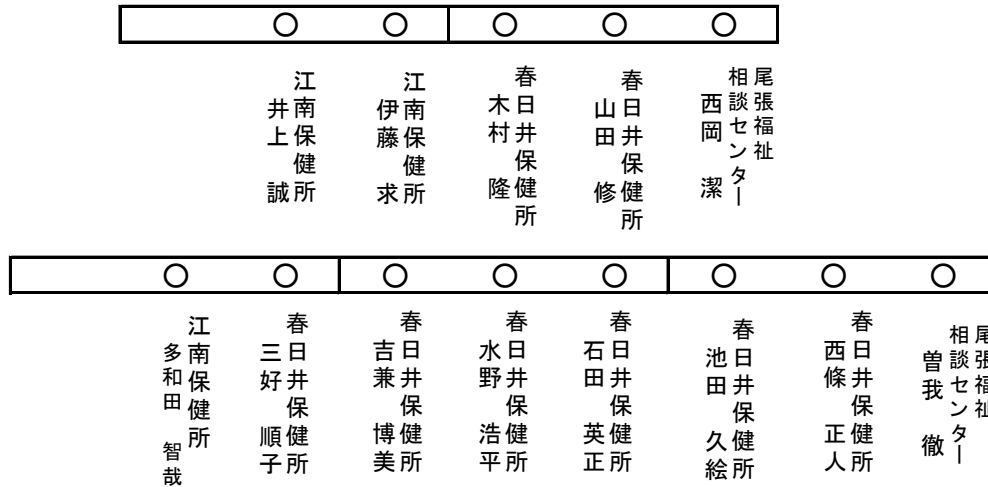 尾張福祉
相談センター
西岡 潔
春日井保健所
山田 修
春日井保健所
木村 隆
江南保健所
伊藤 求
江南保健所
井上 誠
尾張福祉
相談センター
曽我 徹
春日井保健所
西條 正人
春日井保健所
池田 久絵
春日井保健所
石田 英正
春日井保健所
水野 浩平
春日井保健所
吉兼 博美
春日井保健所
三好 順子
江南保健所
多和田 智哉